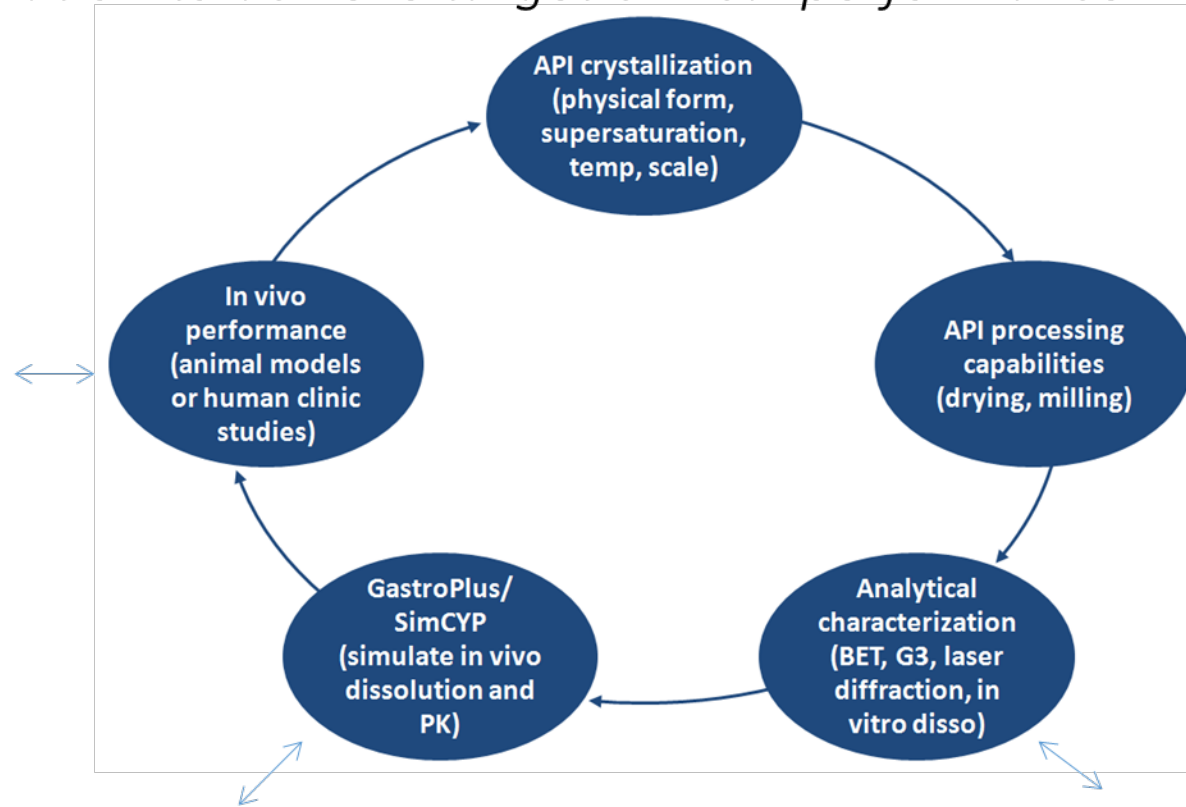 API crystallization
(physical form,
supersaturation,
temp, scale)
API processing
capabilities
(drying, milling)
Analytical
characterization
(BET, G3, laser
diffraction, in
vitro disso)
GastroPlus/
SimCYP
(simulate in vivo
dissolution and
PK)
In vivo
performance
(animal models
or human clinic
studies)